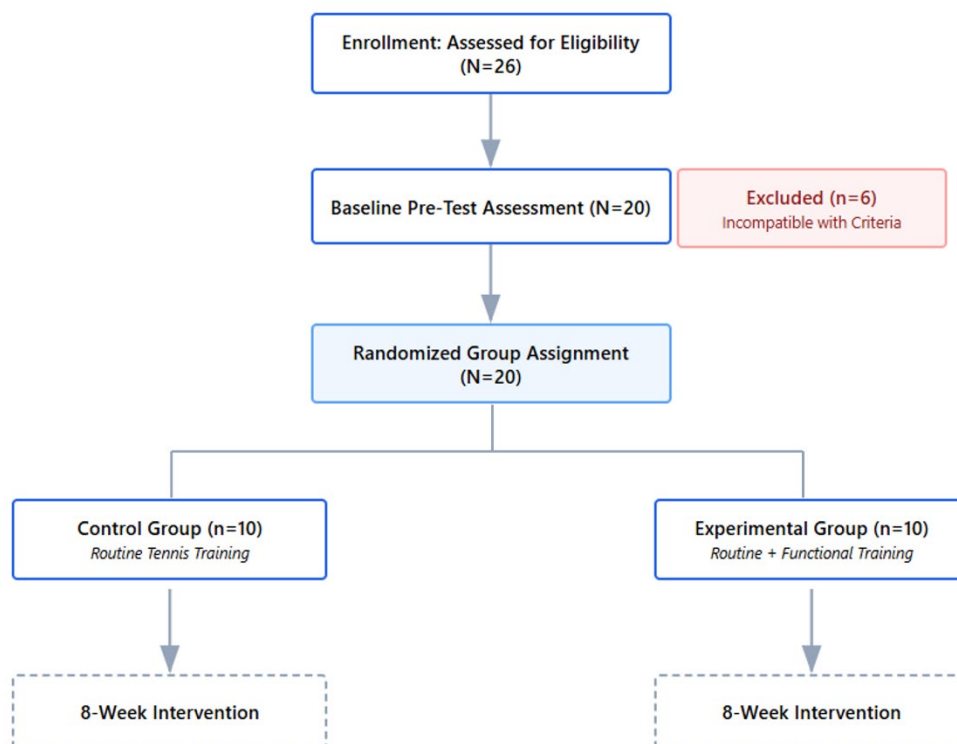 Enrollment: Assessed for Eligibility
(N=26)
Baseline Pre-Test Assessment (N=20)
Excluded (n=6)
Incompatible with Criteria
Randomized Group Assignment
(N=20)
Control Group (n=10)
Routine Tennis Training
Experimental Group (n=10)
Routine + Functional Training
8-Week Intervention
8-Week Intervention